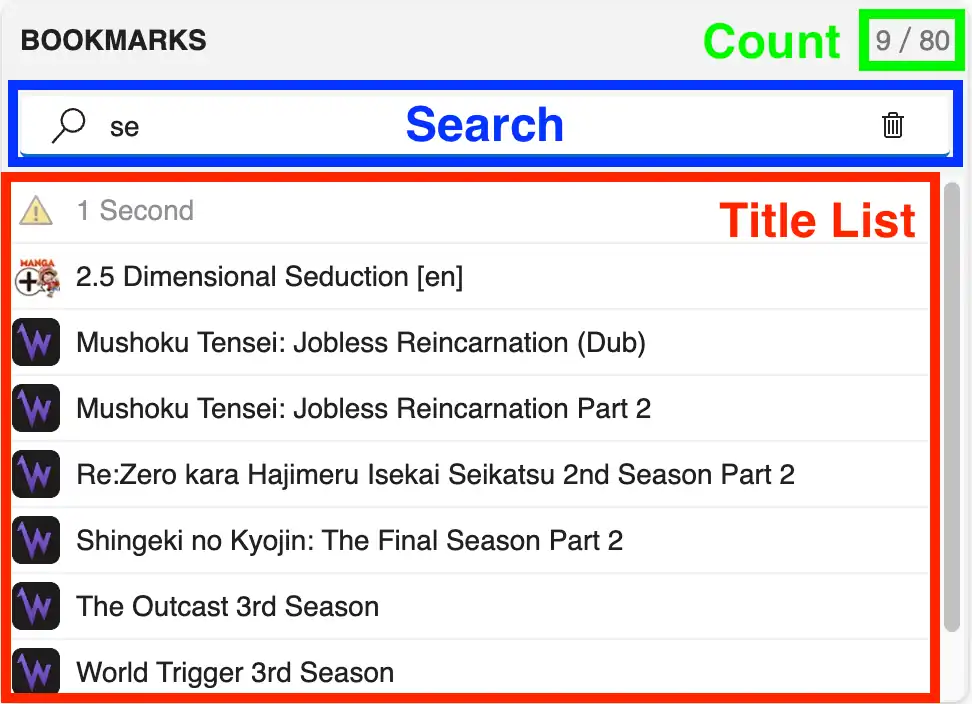 BOOKMARKS Count 9 / 80
se Search
1 Second Title List
MANGA
2.5 Dimensional Seduction [en]
W Mushoku Tensei: Jobless Reincarnation (Dub)
W Mushoku Tensei: Jobless Reincarnation Part 2
W Re:Zero kara Hajimeru Isekai Seikatsu 2nd Season Part 2
W Shingeki no Kyojin: The Final Season Part 2
W The Outcast 3rd Season
W World Trigger 3rd Season